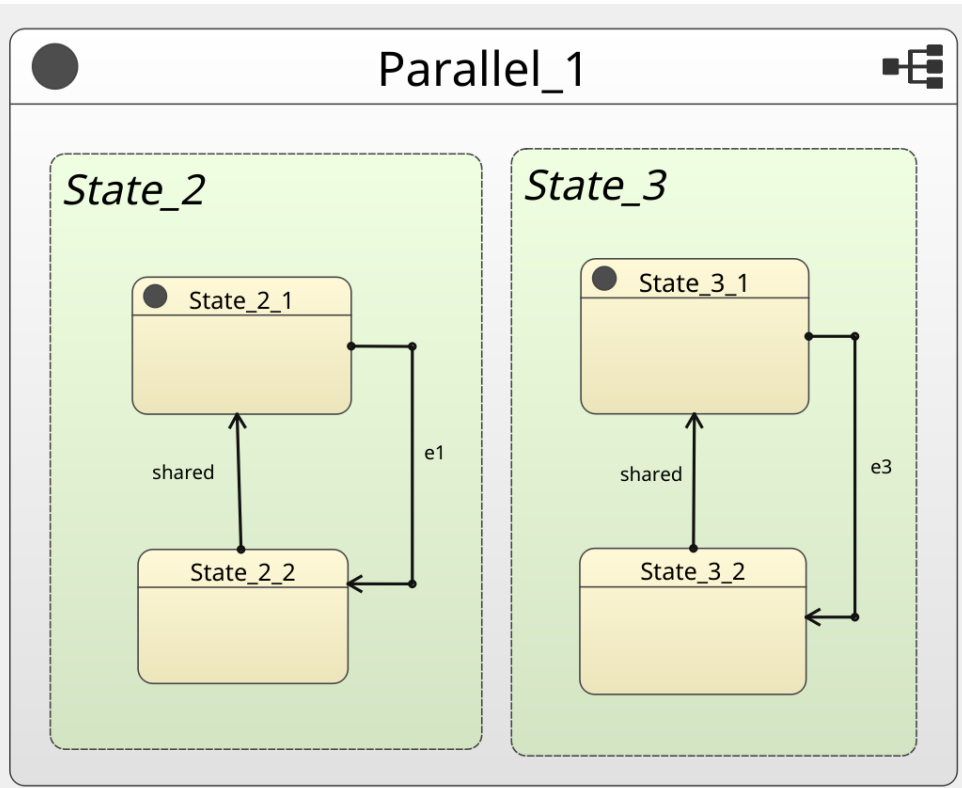 Parallel_1
State_2
State_2_1
shared
e1
State_2_2
State_3
State_3_1
shared
e3
State_3_2